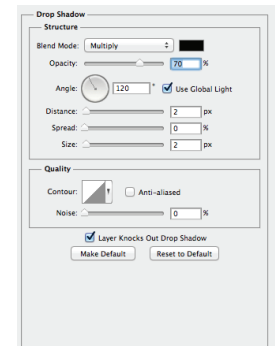 Drop Shadow
Structure
Blend Mode: Multiply
Opacity: 70 %
Angle: 120 ° Use Global Light
Distance: 2 px
Spread: 0 %
Size: 2 px
Quality
Contour: Anti-aliased
Noise: 0 %
Layer Knocks Out Drop Shadow
Make Default Reset to Default